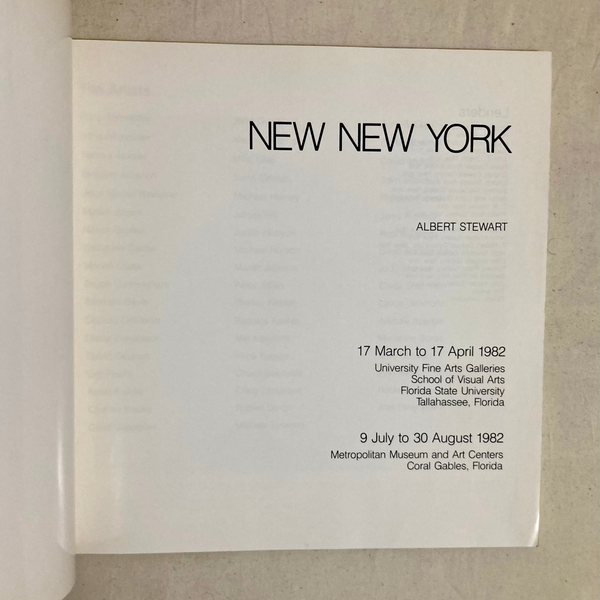 NEW NEW YORK
ALBERT STEWART
17 March to 17 April 1982
University Fine Arts Galleries
School of Visual Arts
Florida State University
Tallahassee, Florida
9 July to 30 August 1982
Metropolitan Museum and Art Centers
Coral Gables, Florida